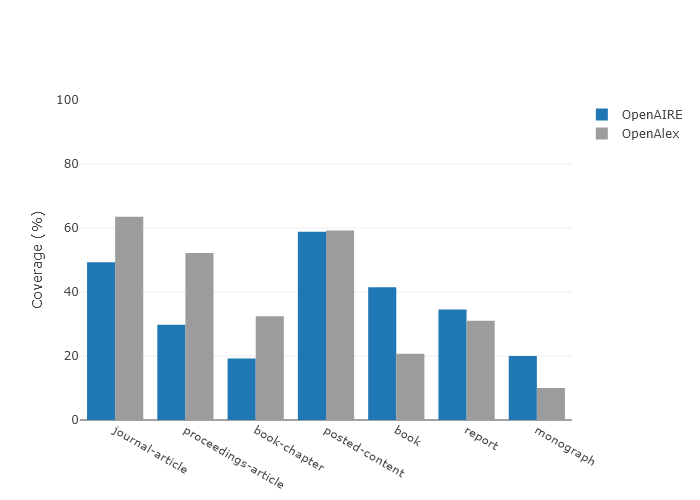 100
80
60
40
20
0
Coverage (%)
journal-article
proceedings-article
book-chapter
posted-content
book
report
monograph
OpenAIRE
OpenAlex